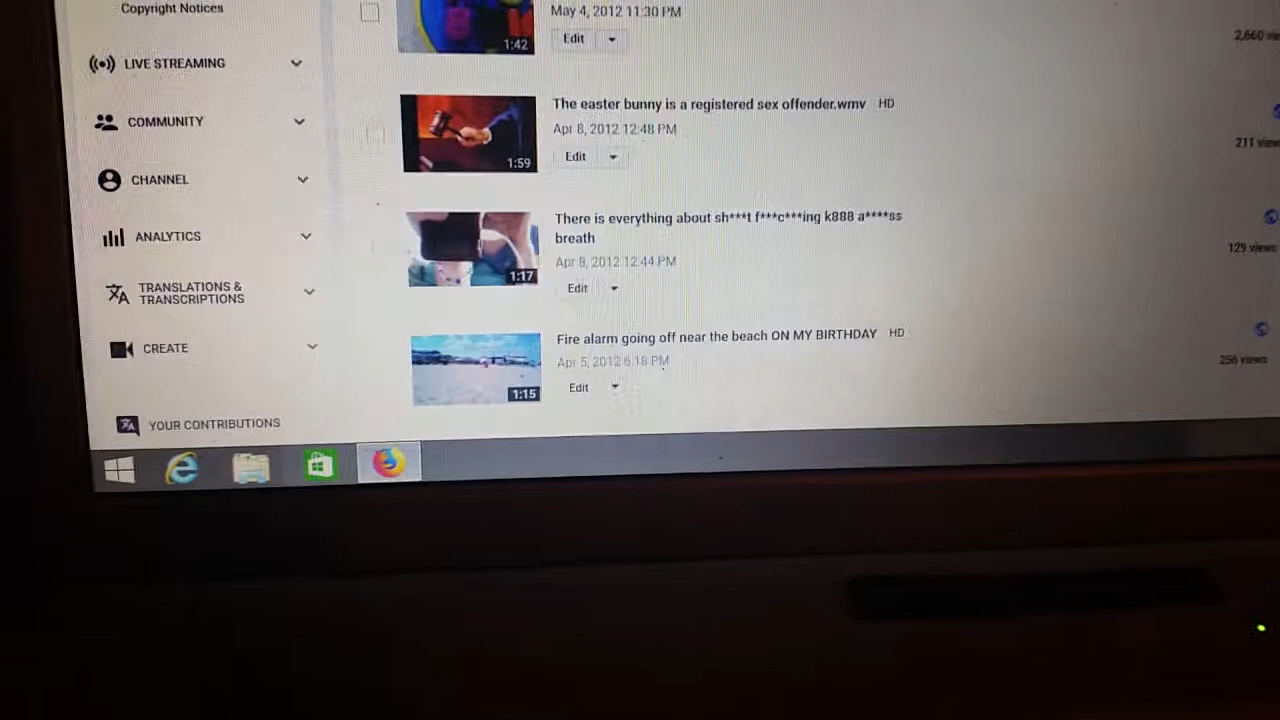 Copyright Notices
May 4, 2012 11:30 PM
1:42
Edit
2,660
LIVE STREAMING
The easter bunny is a registered sex offender.wmv HD
COMMUNITY
Apr 8, 2012 12:48 PM
1:59
Edit
211 view
CHANNEL
There is everything about sh***t f***c***ing k888 a****ss
breath
ANALYTICS
129 views
Apr 8, 2012 12:44 PM
1:17
Edit
TRANSLATIONS &
TRANSCRIPTIONS
Fire alarm going off near the beach ON MY BIRTHDAY HD
CREATE
Apr 5, 2012 6:18 PM
256 views
1:15
Edit
YOUR CONTRIBUTIONS